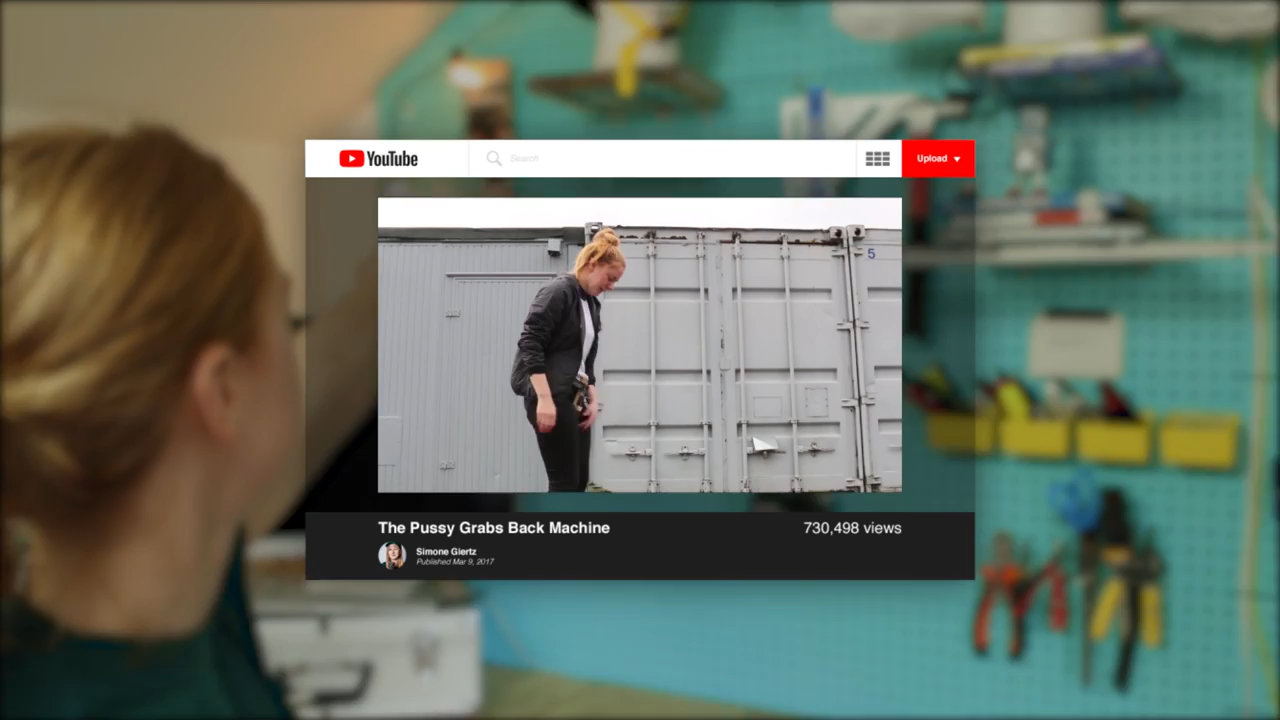 YouTube
Search
Upload
5
The Pussy Grabs Back Machine
730,498 views
Simone Giertz
Published Mar 9, 2017